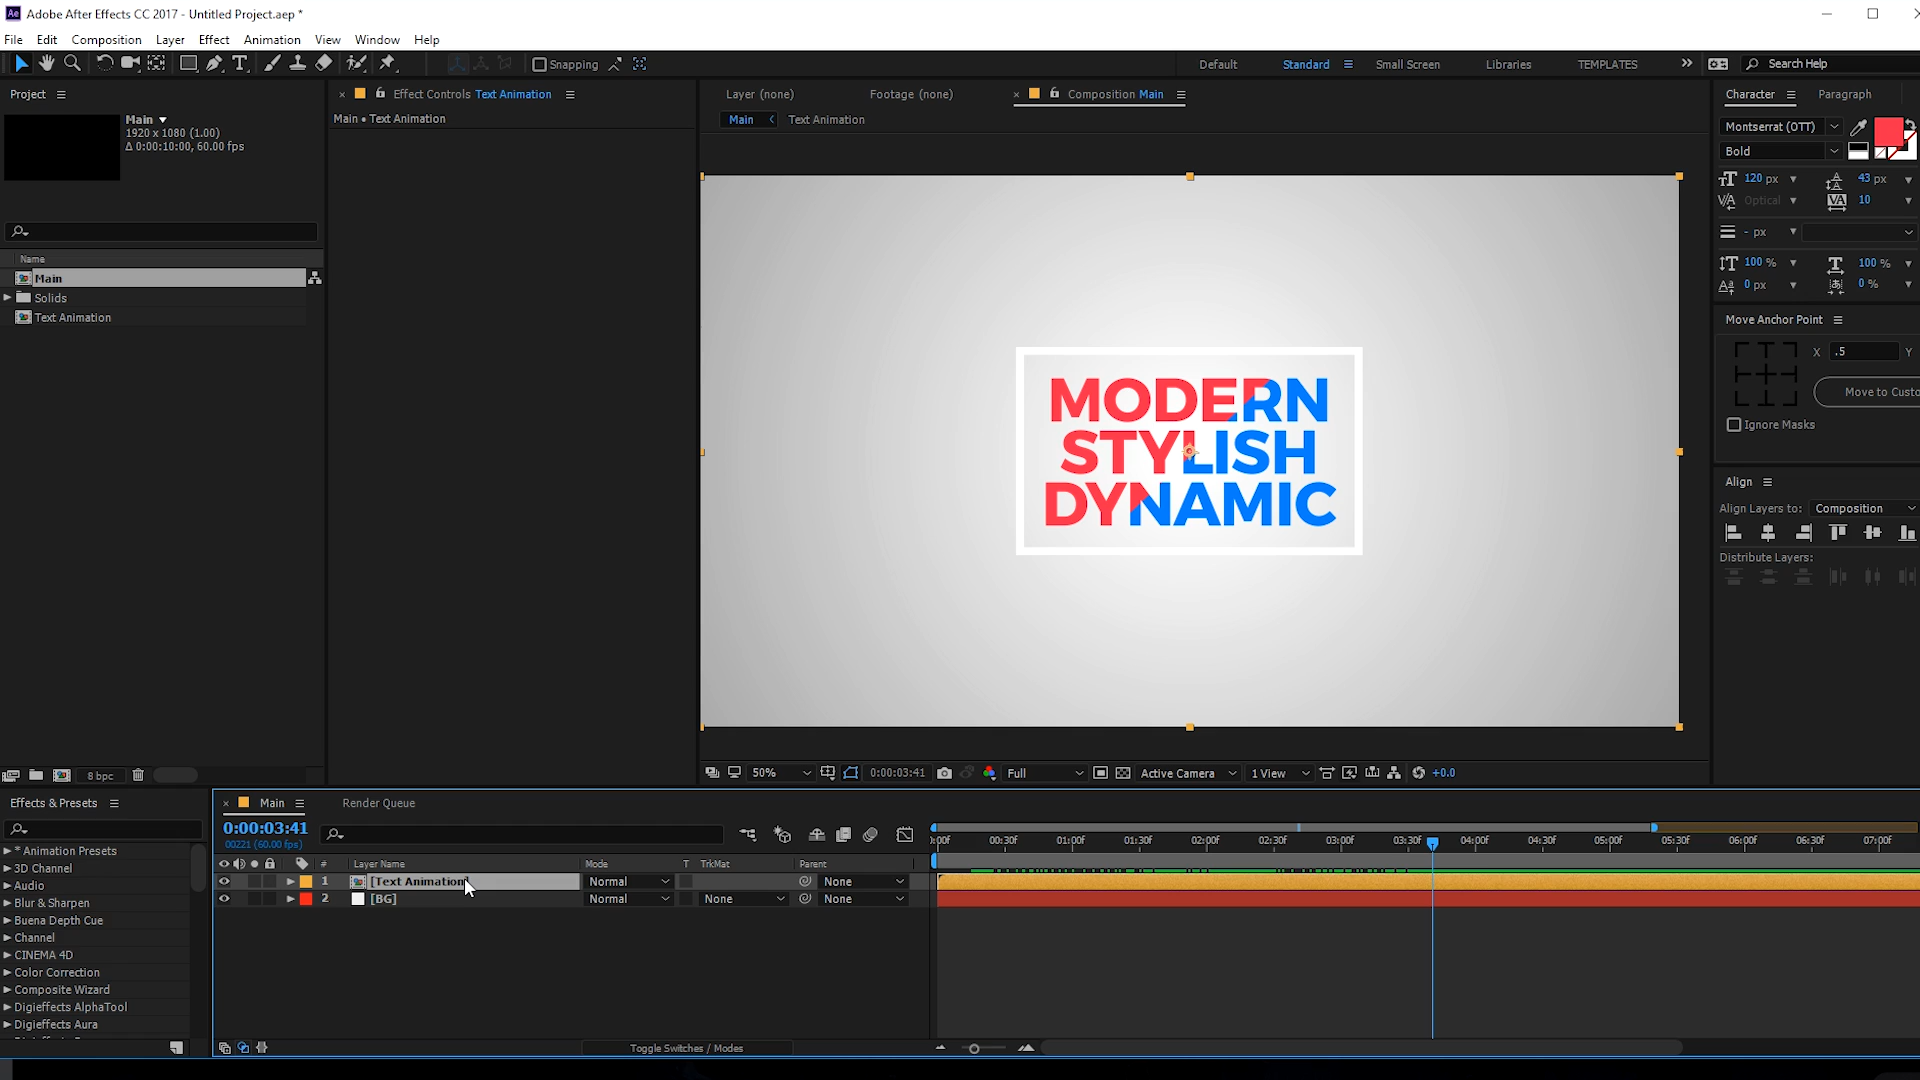 Adobe After Effects CC 2017 - Untitled Project.aep *
File Edit Composition Layer Effect Animation View Window Help
Snapping
Default Standard Small Screen Libraries TEMPLATES
Search Help
Project
Main
1920 x 1080 (1.00)
Δ 0:00:10:00, 60.00 fps
Name
Main
Solids
Text Animation
8 bpc
Effect Controls Text Animation
Main • Text Animation
Layer (none) Footage (none) Composition Main
Main Text Animation
MODERN
STYLISH
DYNAMIC
50% 0:00:03:41 Full Active Camera 1 View +0.0
Character Paragraph
Montserrat (OTT)
Bold
120 px 43 px
Optical 10
- px
100 % 100 %
0 px 0 %
Move Anchor Point
X .5 Y
Move to Custo
Ignore Masks
Align
Align Layers to: Composition
Distribute Layers:
Effects & Presets
* Animation Presets
3D Channel
Audio
Blur & Sharpen
Buena Depth Cue
Channel
CINEMA 4D
Color Correction
Composite Wizard
Digieffects AlphaTool
Digieffects Aura
Main Render Queue
0:00:03:41
00221 (60.00 fps)
:00f 00:30f 01:00f 01:30f 02:00f 02:30f 03:00f 03:30f 04:00f 04:30f 05:00f 05:30f 06:00f 06:30f 07:00f
# Layer Name Mode T TrkMat Parent
1 [Text Animation] Normal None
2 [BG] Normal None None
Toggle Switches / Modes